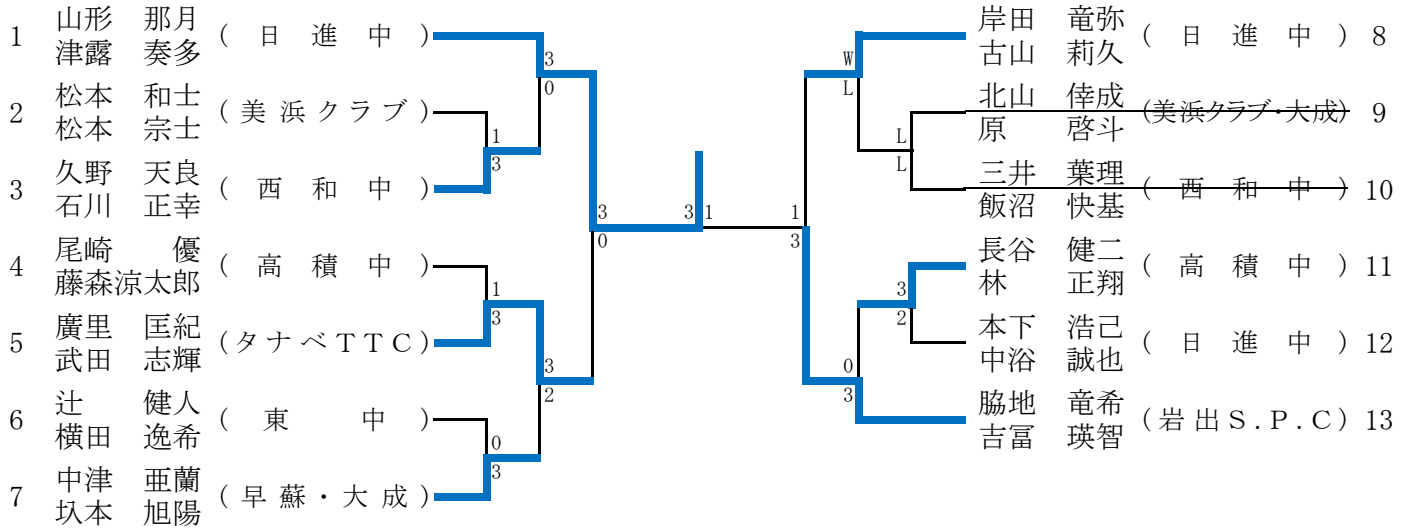 1 山形 那月 津露 奏多 (日進中)
2 松本 和士 松本 宗士 (美浜クラブ)
3 久野 天良 石川 正幸 (西和中)
4 尾崎 優 藤森涼太郎 (高積中)
5 廣里 匡紀 武田 志輝 (タナベTTC)
6 辻 健人 横田 逸希 (東中)
7 中津 亜蘭 圦本 旭陽 (早蘇・大成)
3
0
1
3
3
0
1
3
3
2
0
3
3 1
岸田 竜弥 古山 莉久 (日進中) 8
北山 倖成 原 啓斗 (美浜クラブ・大成) 9
三井 葉理 飯沼 快基 (西和中) 10
長谷 健二 林 正翔 (高積中) 11
本下 浩己 中谷 誠也 (日進中) 12
脇地 竜希 吉冨 瑛智 (岩出S.P.C) 13
W
L
L
L
1
3
3
2
0
3